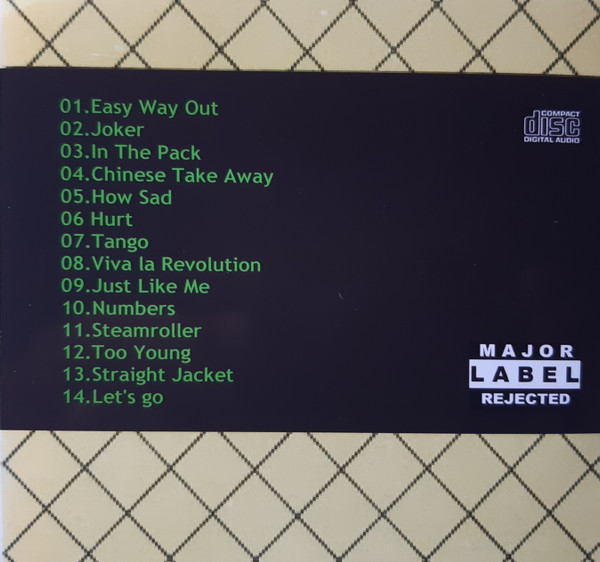 01.Easy Way Out
02.Joker
03.In The Pack
04.Chinese Take Away
05.How Sad
06 Hurt
07.Tango
08.Viva la Revolution
09.Just Like Me
10.Numbers
11.Steamroller
12.Too Young
13.Straight Jacket
14.Let's go
COMPACT
disc
DIGITAL AUDIO
MAJOR
LABEL
REJECTED